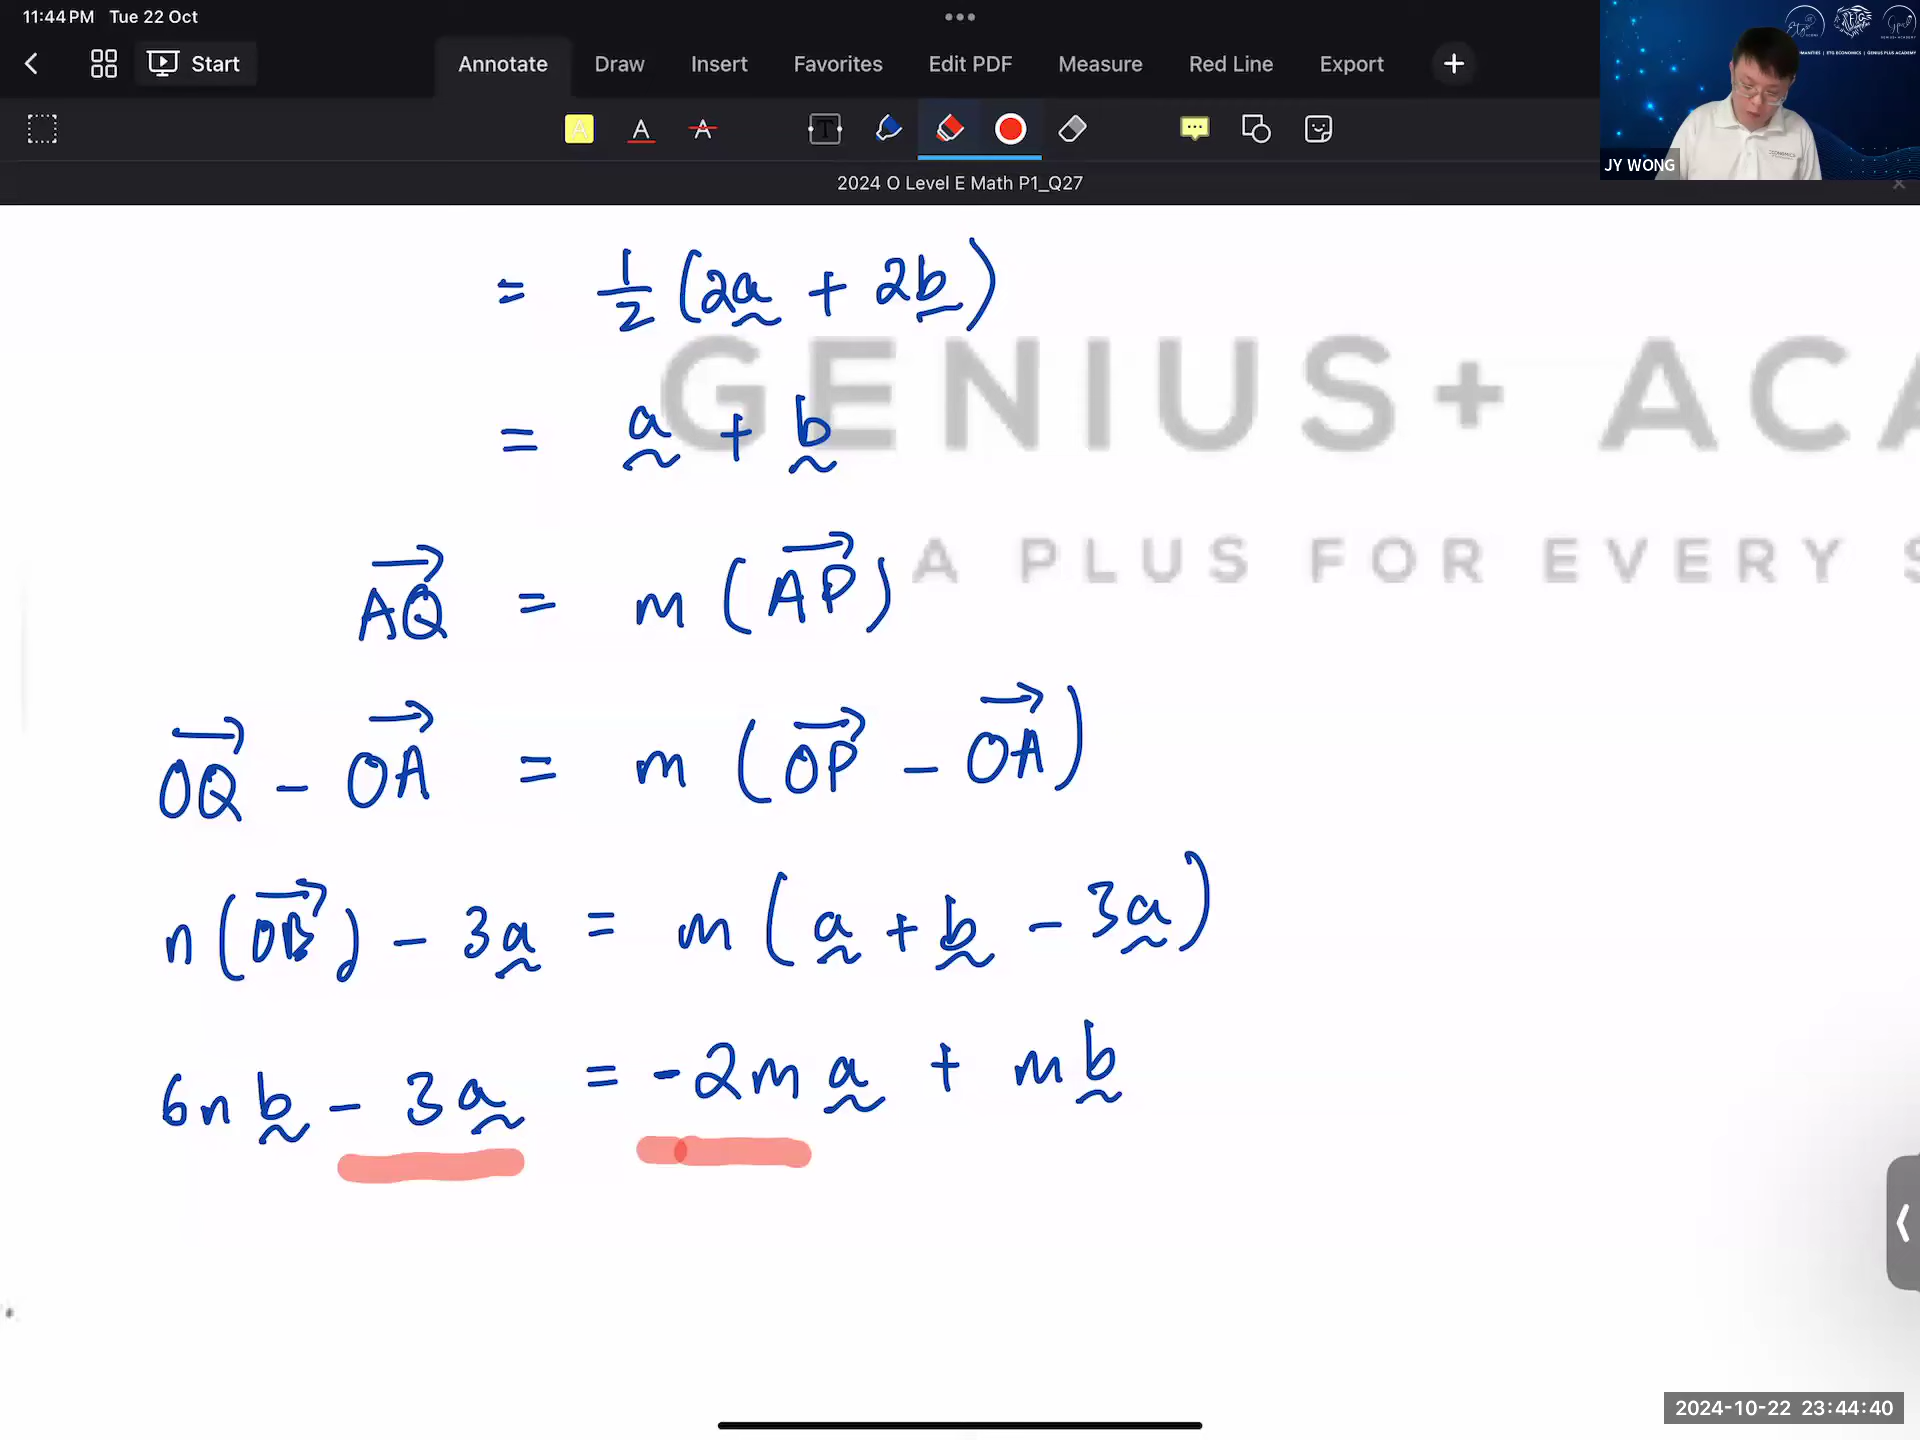 11:44 PM Tue 22 Oct
Start
Annotate Draw Insert Favorites Edit PDF Measure Red Line Export
A A A T
JY WONG
2024 O Level E Math P1_Q27
= 1/2 (2a + 2b)
GENIUS+ ACA
= a + b
A PLUS FOR EVERY S
AQ = m (AP)
OQ - OA = m (OP - OA)
n(OB) - 3a = m(a + b - 3a)
6nb - 3a = -2ma + mb
2024-10-22 23:44:40